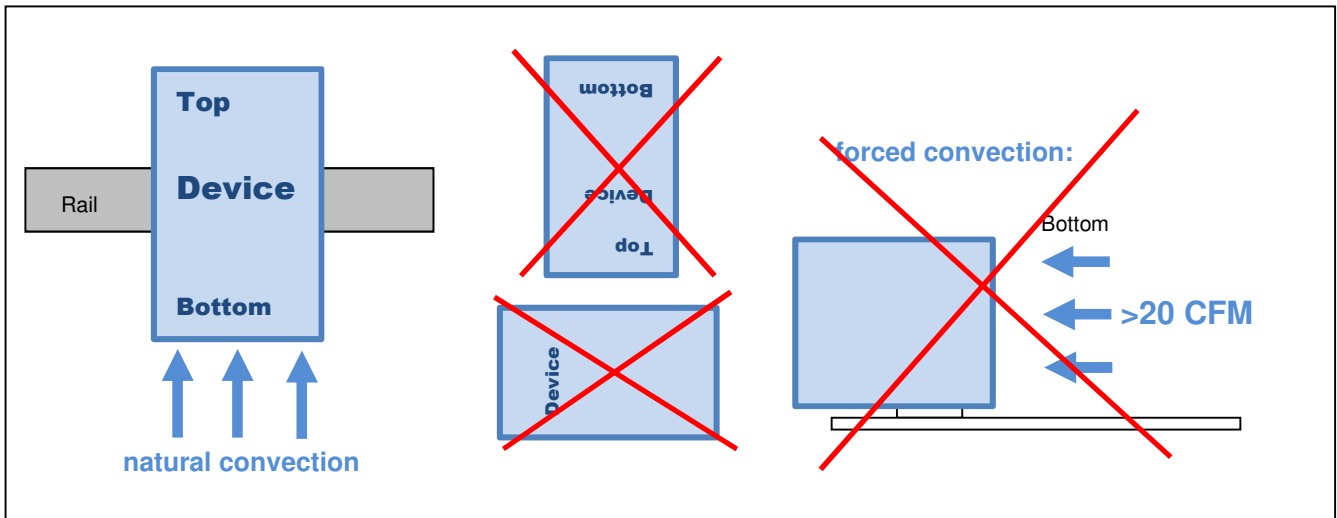 Top
Device
Rail
Bottom
natural convection
Bottom
Device
Top
Device
forced convection:
Bottom
>20 CFM